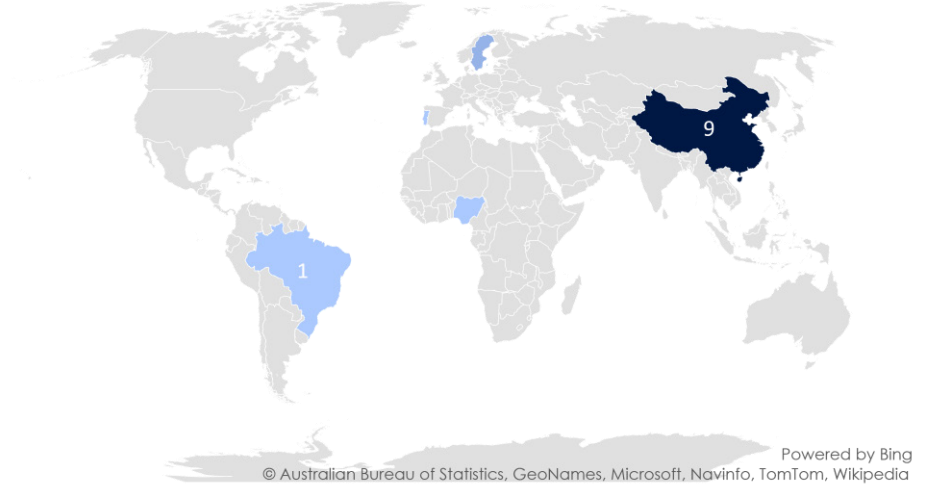 9
1
Powered by Bing
© Australian Bureau of Statistics, GeoNames, Microsoft, Navinfo, TomTom, Wikipedia